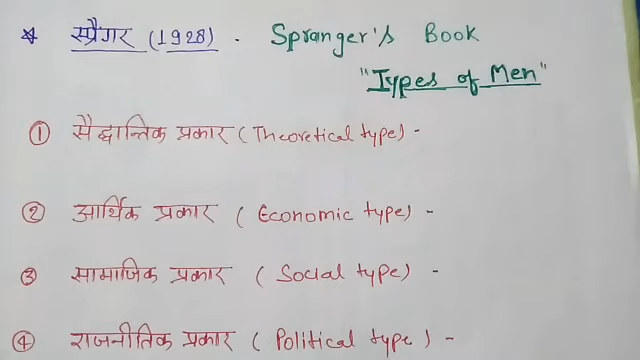 * स्प्रैंगर (1928) . Spranger's Book
"Types of Men"
① सैद्धान्तिक प्रकार (Theoretical type) -
② आर्थिक प्रकार (Economic type) -
③ सामाजिक प्रकार (Social type) -
④ राजनीतिक प्रकार (Political type) -